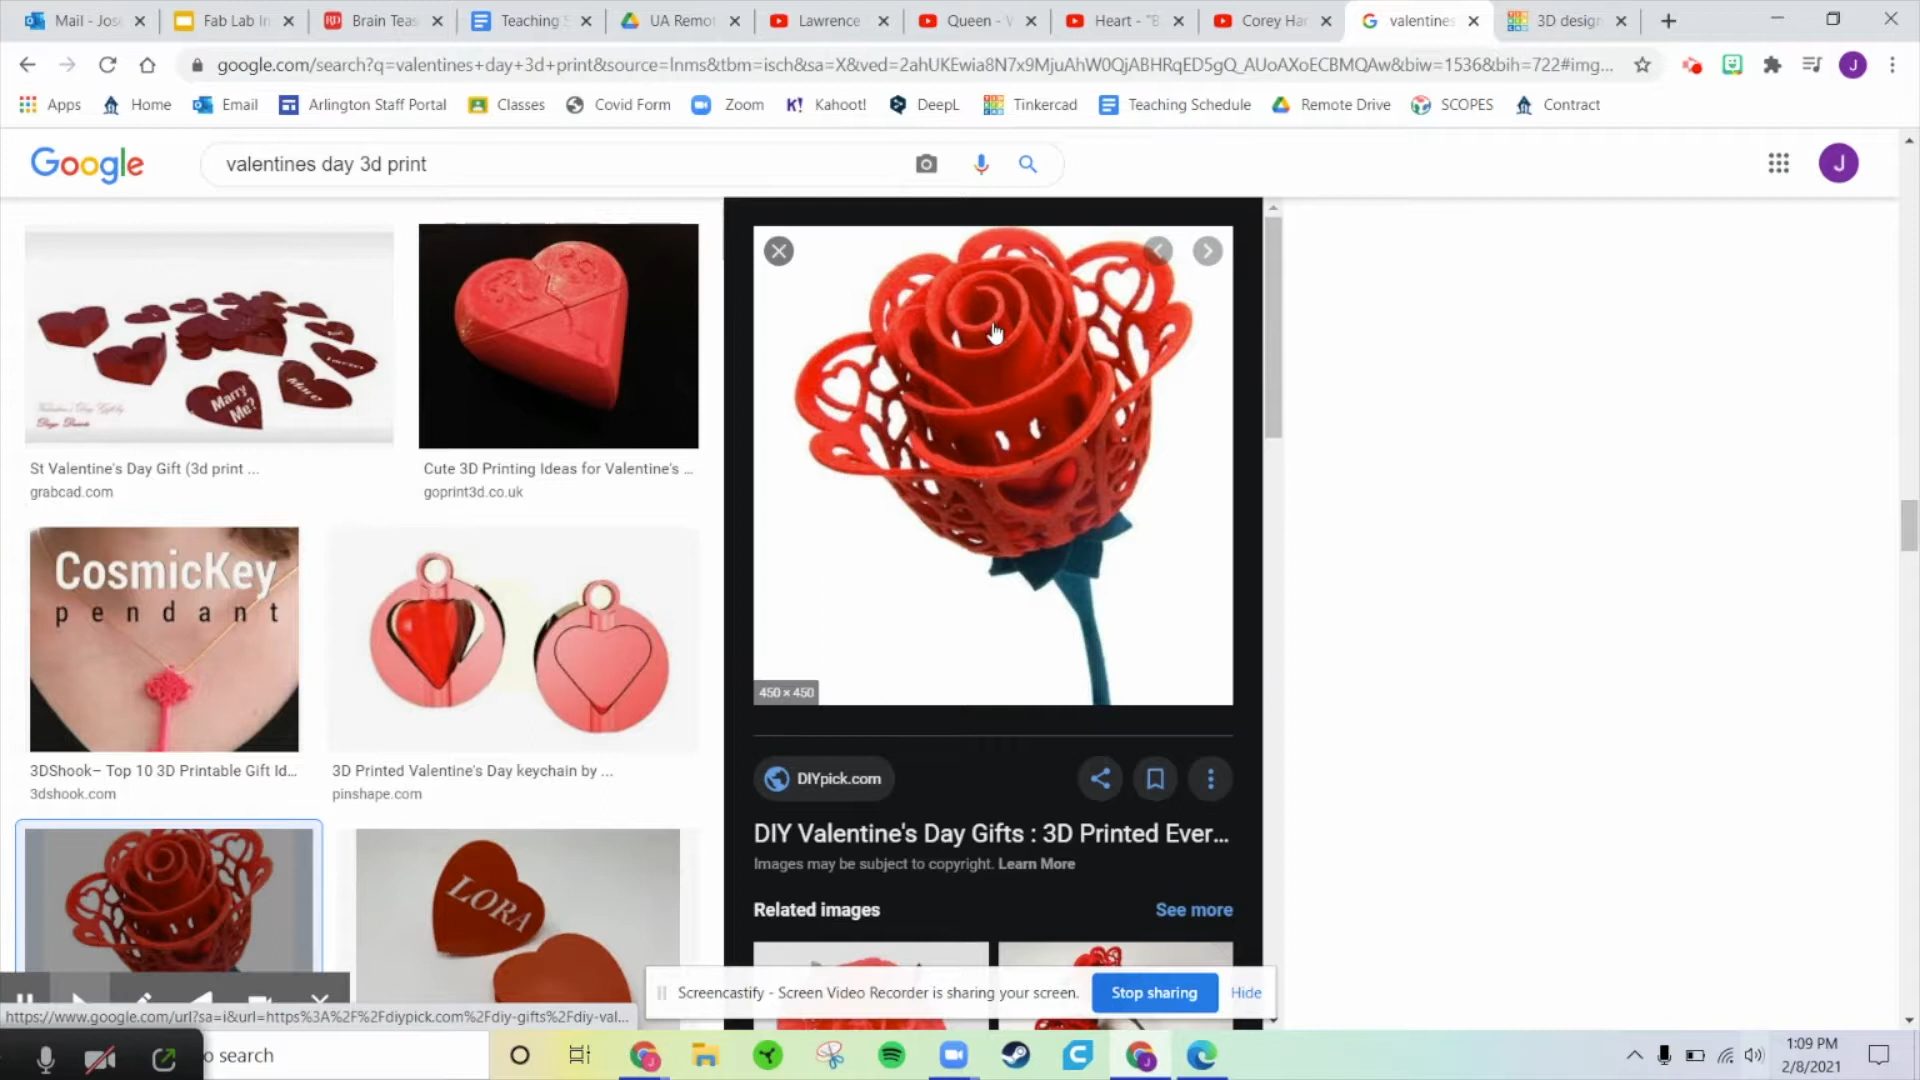 Mail - Jose
Fab Lab In
Brain Teas
Teaching S
UA Remot
Lawrence
Queen - W
Heart - "B
Corey Har
valentines
3D design
google.com/search?q=valentines+day+3d+print&source=lnms&tbm=isch&sa=X&ved=2ahUKEwia8N7x9MjuAhW0QjABHRqED5gQ_AUoAXoECBMQAw&biw=1536&bih=722#img...
J
Apps
Home
Email
Arlington Staff Portal
Classes
Covid Form
Zoom
K! Kahoot!
DeepL
Tinkercad
Teaching Schedule
Remote Drive
SCOPES
Contract
Google
valentines day 3d print
J
Marry Me?
St Valentine's Day Gift (3d print ...
grabcad.com
Cute 3D Printing Ideas for Valentine's ...
goprint3d.co.uk
CosmicKey
pendant
3DShook– Top 10 3D Printable Gift Id...
3dshook.com
3D Printed Valentine's Day keychain by ...
pinshape.com
LORA
450 × 450
DIYpick.com
DIY Valentine's Day Gifts : 3D Printed Ever...
Images may be subject to copyright. Learn More
Related images
See more
Screencastify - Screen Video Recorder is sharing your screen.
Stop sharing
Hide
https://www.google.com/url?sa=i&url=https%3A%2F%2Fdiypick.com%2Fdiy-gifts%2Fdiy-val...
o search
1:09 PM
2/8/2021